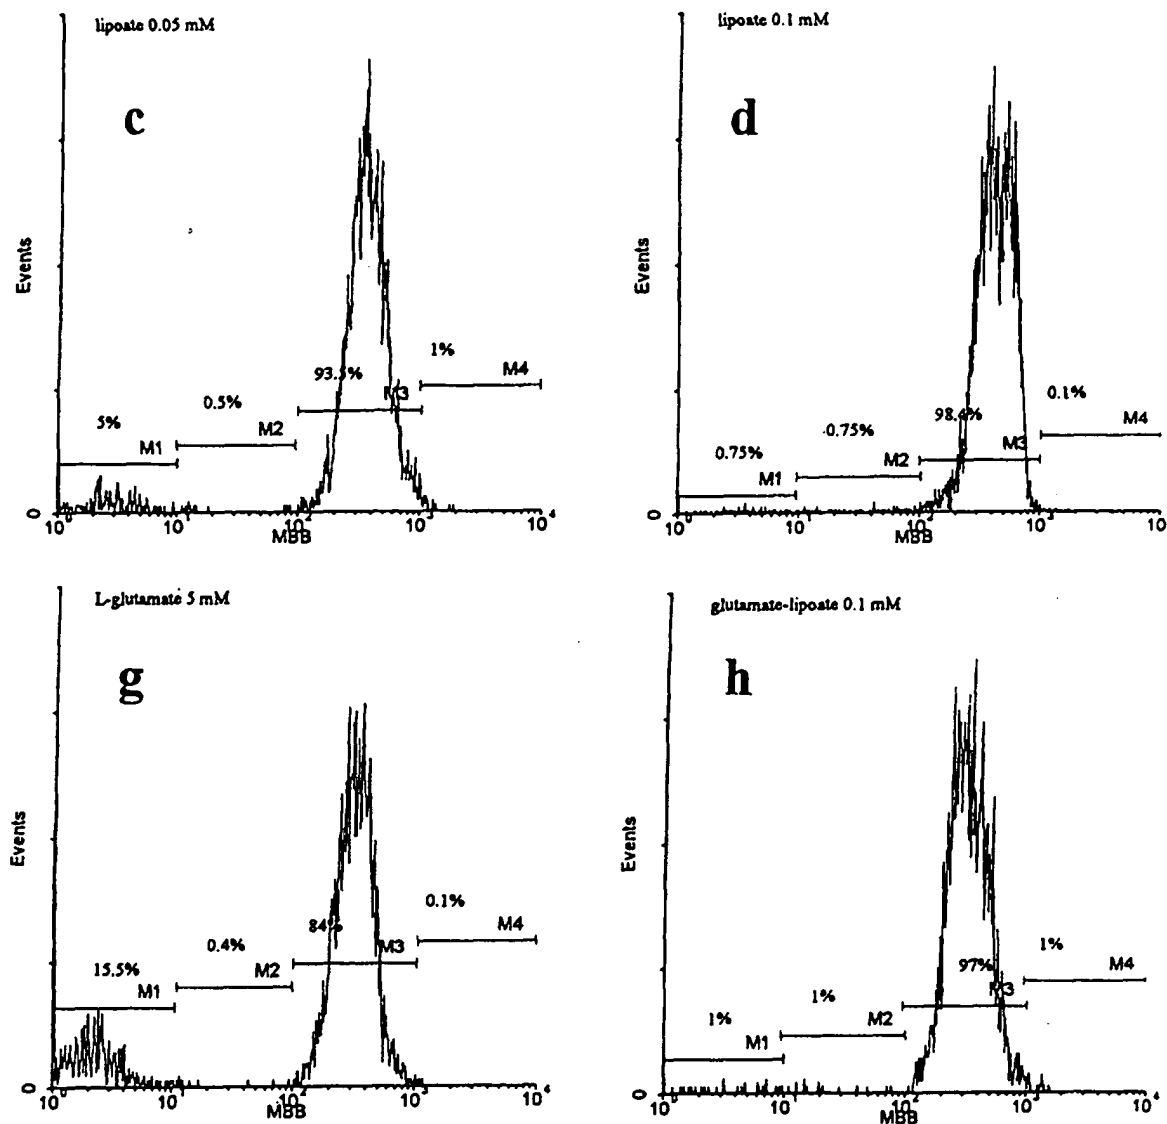 lipoate 0.05 mM
c
Events
5%
M1
0.5%
M2
93.5%
M3
1%
M4
0
10⁰
10¹
10²
10³
10⁴
MBB
lipoate 0.1 mM
d
Events
0.75%
M1
0.75%
M2
98.4%
M3
0.1%
M4
0
10⁰
10¹
10²
10³
10
MBB
L-glutamate 5 mM
g
Events
15.5%
M1
0.4%
M2
84%
M3
0.1%
M4
0
10⁰
10¹
10²
10³
10⁴
MBB
glutamate-lipoate 0.1 mM
h
Events
1%
M1
1%
M2
97%
M3
1%
M4
0
10⁰
10¹
10²
10³
10⁴
MBB